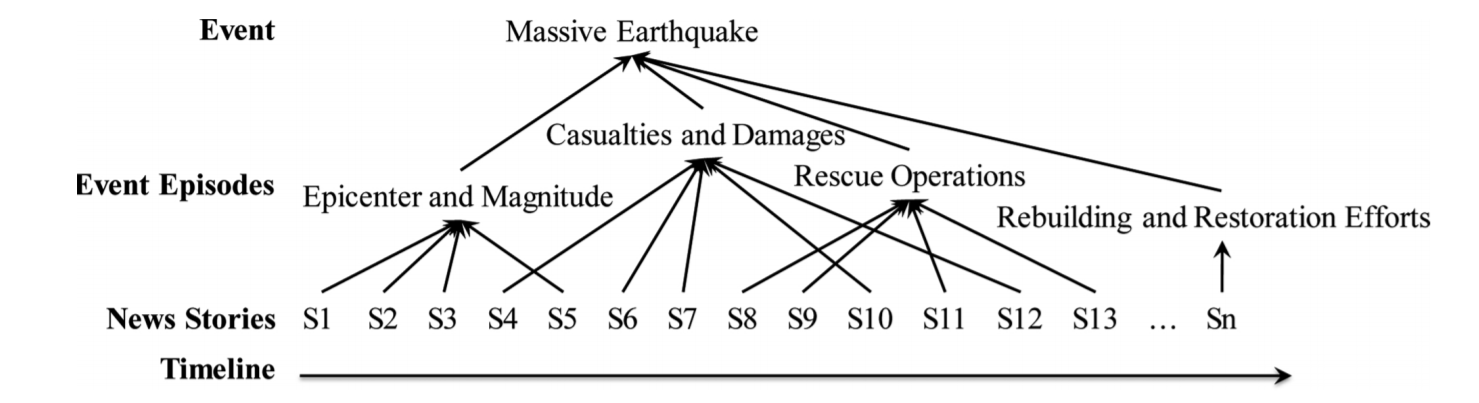 Event Massive Earthquake
Casualties and Damages
Rescue Operations
Event Episodes Epicenter and Magnitude
Rebuilding and Restoration Efforts
News Stories S1 S2 S3 S4 S5 S6 S7 S8 S9 S10 S11 S12 S13 ... Sn
Timeline